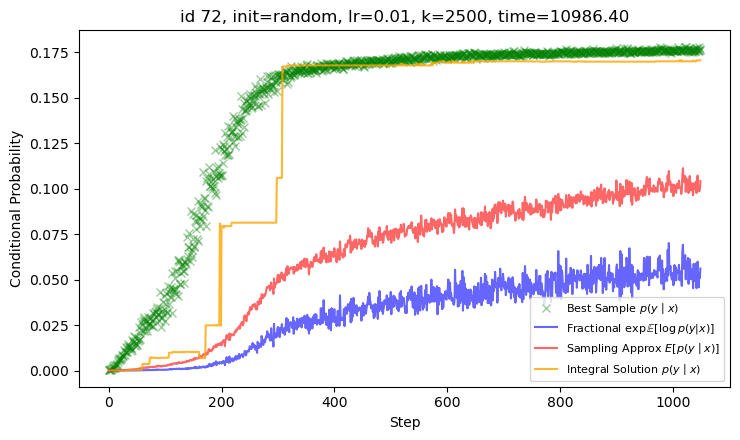 id 72, init=random, lr=0.01, k=2500, time=10986.40
Conditional Probability
0.175
0.150
0.125
0.100
0.075
0.050
0.025
0.000
Best Sample p(y | x)
Fractional exp𝔼[log p(y|x)]
Sampling Approx E[p(y | x)]
Integral Solution p(y | x)
0 200 400 600 800 1000
Step